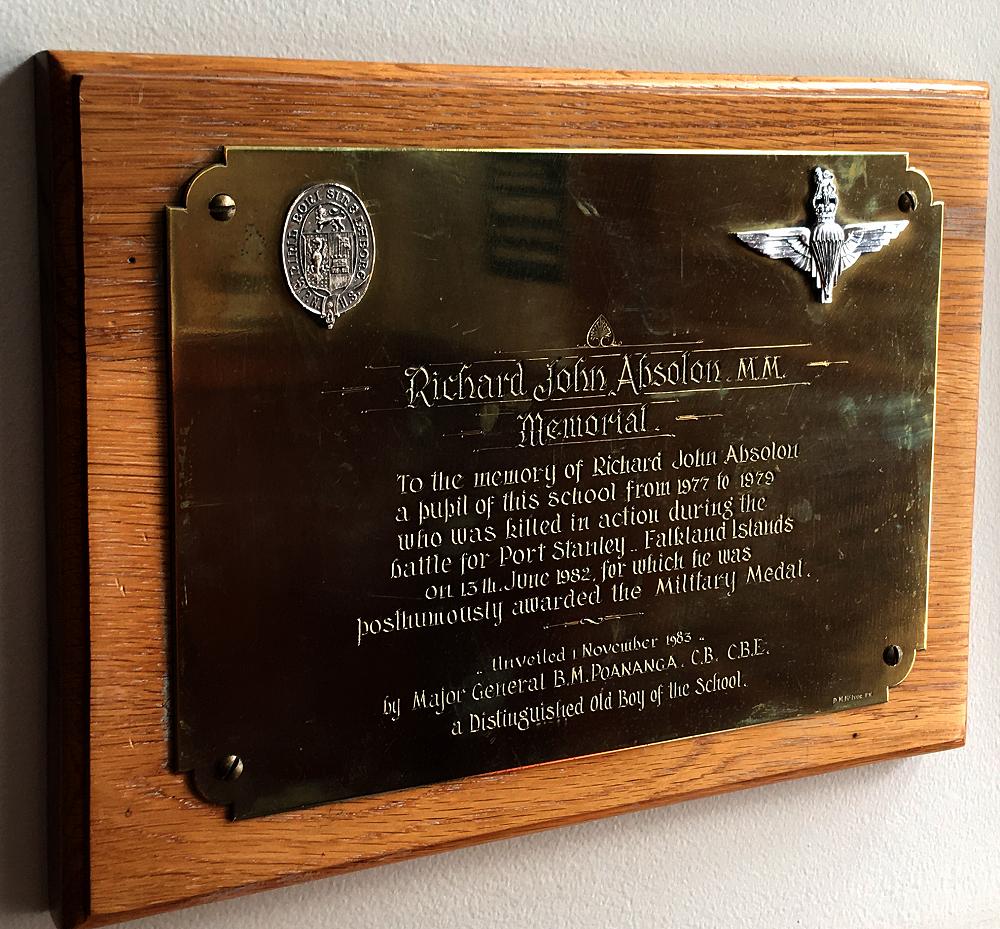 Richard John Absolon. M.M.
Memorial.
To the memory of Richard John Absolon
a pupil of this school from 1977 to 1979
who was killed in action during the
battle for Port Stanley .. Falkland Islands
on 13th. June 1982, for which he was
posthumously awarded the Military Medal.
.. Unveiled 1 November 1983 ..
by Major General B.M. POANANGA. C.B. C.B.E.
a Distinguished Old Boy of the School.